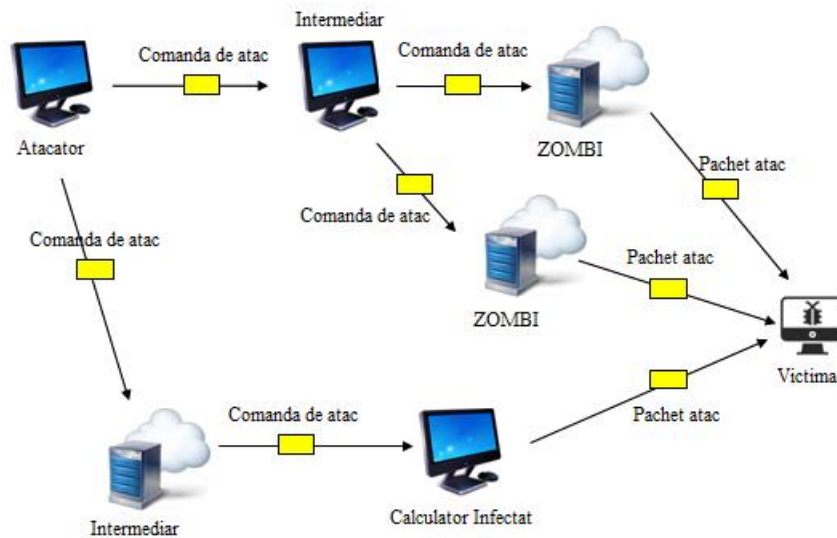 Intermediar
Comanda de atac
Comanda de atac
Atacator
ZOMBI
Pachet atac
Comanda de atac
Comanda de atac
Pachet atac
ZOMBI
Victima
Comanda de atac
Pachet atac
Intermediar
Calculator Infectat